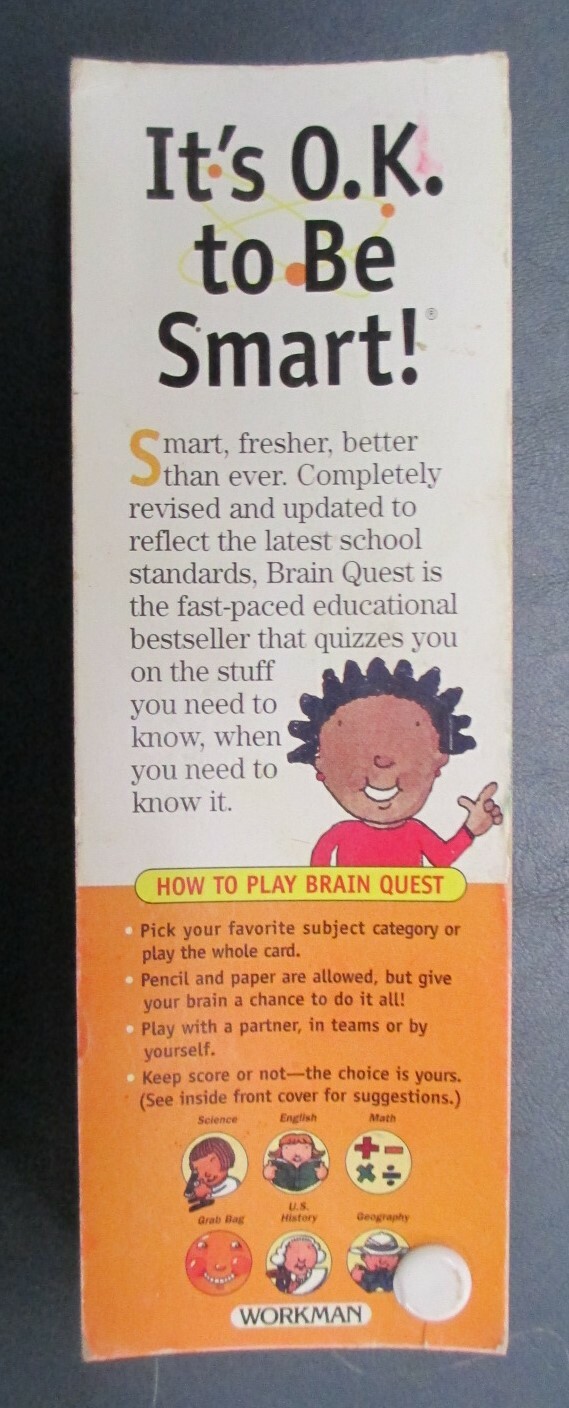 It's O.K.
to Be
Smart!®
Smart, fresher, better
than ever. Completely
revised and updated to
reflect the latest school
standards, Brain Quest is
the fast-paced educational
bestseller that quizzes you
on the stuff
you need to
know, when
you need to
know it.
HOW TO PLAY BRAIN QUEST
• Pick your favorite subject category or
play the whole card.
• Pencil and paper are allowed, but give
your brain a chance to do it all!
• Play with a partner, in teams or by
yourself.
• Keep score or not—the choice is yours.
(See inside front cover for suggestions.)
Science English Math
Grab Bag U.S. History Geography
WORKMAN